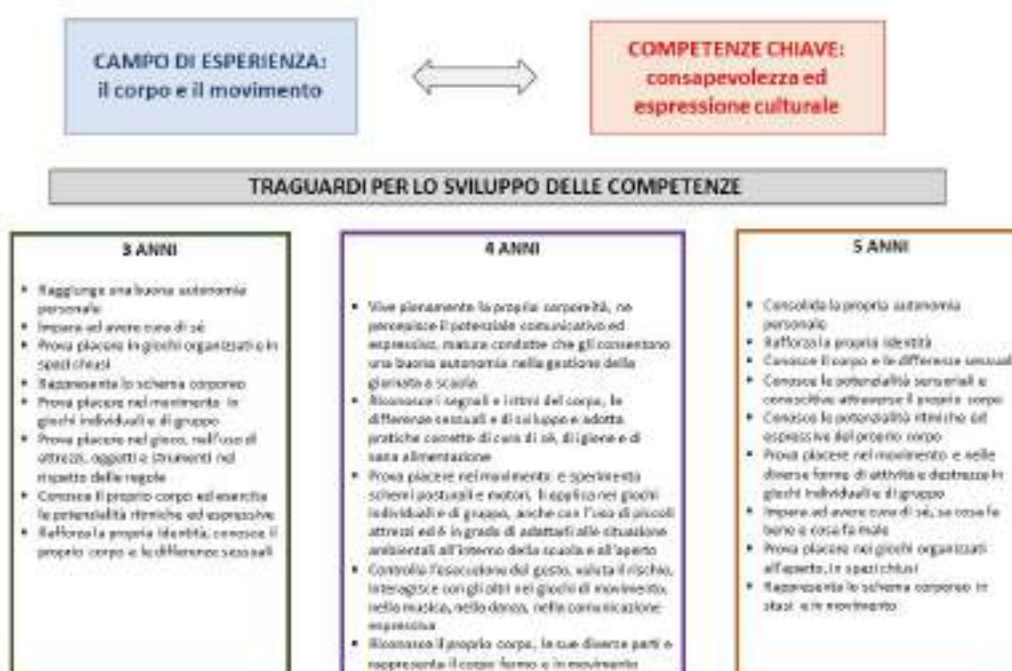 CAMPO DI ESPERIENZA:
il corpo e il movimento
COMPETENZE CHIAVE:
consapevolezza ed
espressione culturale
TRAGUARDI PER LO SVILUPPO DELLE COMPETENZE
3 ANNI
• Raggiunge una buona autonomia
personale
• Impara ad avere cura di sé
• Prova piacere in giochi organizzati e in
spazi chiusi
• Rappresenta lo schema corporeo
• Prova piacere nel movimento in
giochi individuali e di gruppo
• Prova piacere nel gioco, nell'uso di
attrezzi, oggetti e strumenti nel
rispetto delle regole
• Conosce il proprio corpo ed esercita
le potenzialità ritmiche ed espressive
• Rafforza la propria identità, conosce il
proprio corpo e le differenze sessuali
4 ANNI
• Vive pienamente la propria corporeità, ne
percepisce il potenziale comunicativo ed
espressivo, matura condotte che gli consentono
una buona autonomia nella gestione della
giornata a scuola
• Riconosce i segnali e i ritmi del corpo, le
differenze sessuali e di sviluppo e adotta
pratiche corrette di cura di sé, di igiene e di
sana alimentazione
• Prova piacere nel movimento e sperimenta
schemi posturali e motori, li applica nei giochi
individuali e di gruppo, anche con l'uso di piccoli
attrezzi ed è in grado di adattarli alle situazione
ambientali all'interno della scuola e all'aperto
• Controlla l'esecuzione del gesto, valuta il rischio,
interagisce con gli altri nei giochi di movimento,
nella musica, nella danza, nella comunicazione
espressiva
• Riconosce il proprio corpo, le sue diverse parti e
rappresenta il corpo fermo e in movimento
5 ANNI
• Consolida la propria autonomia
personale
• Rafforza la propria identità
• Conosce il corpo e le differenze sessuali
• Conosce le potenzialità sensoriali e
conoscitive attraverso il proprio corpo
• Conosce le potenzialità ritmiche ed
espressive del proprio corpo
• Prova piacere nel movimento e nelle
diverse forme di attività e destrezza in
giochi individuali e di gruppo
• Impara ad avere cura di sé, sa cosa fa
bene e cosa fa male
• Prova piacere nei giochi organizzati
all'aperto, in spazi chiusi
• Rappresenta lo schema corporeo in
stasi e in movimento